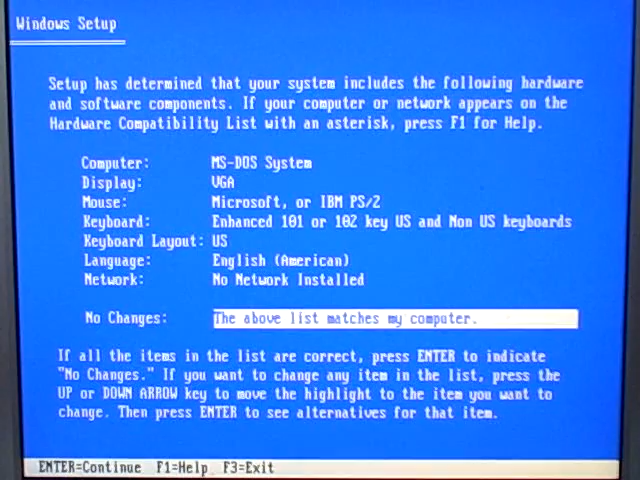 Windows Setup
Setup has determined that your system includes the following hardware
and software components. If your computer or network appears on the
Hardware Compatibility List with an asterisk, press F1 for Help.
Computer: MS-DOS System
Display: VGA
Mouse: Microsoft, or IBM PS/2
Keyboard: Enhanced 101 or 102 key US and Non US keyboards
Keyboard Layout: US
Language: English (American)
Network: No Network Installed
No Changes: The above list matches my computer.
If all the items in the list are correct, press ENTER to indicate
"No Changes." If you want to change any item in the list, press the
UP or DOWN ARROW key to move the highlight to the item you want to
change. Then press ENTER to see alternatives for that item.
ENTER=Continue F1=Help F3=Exit